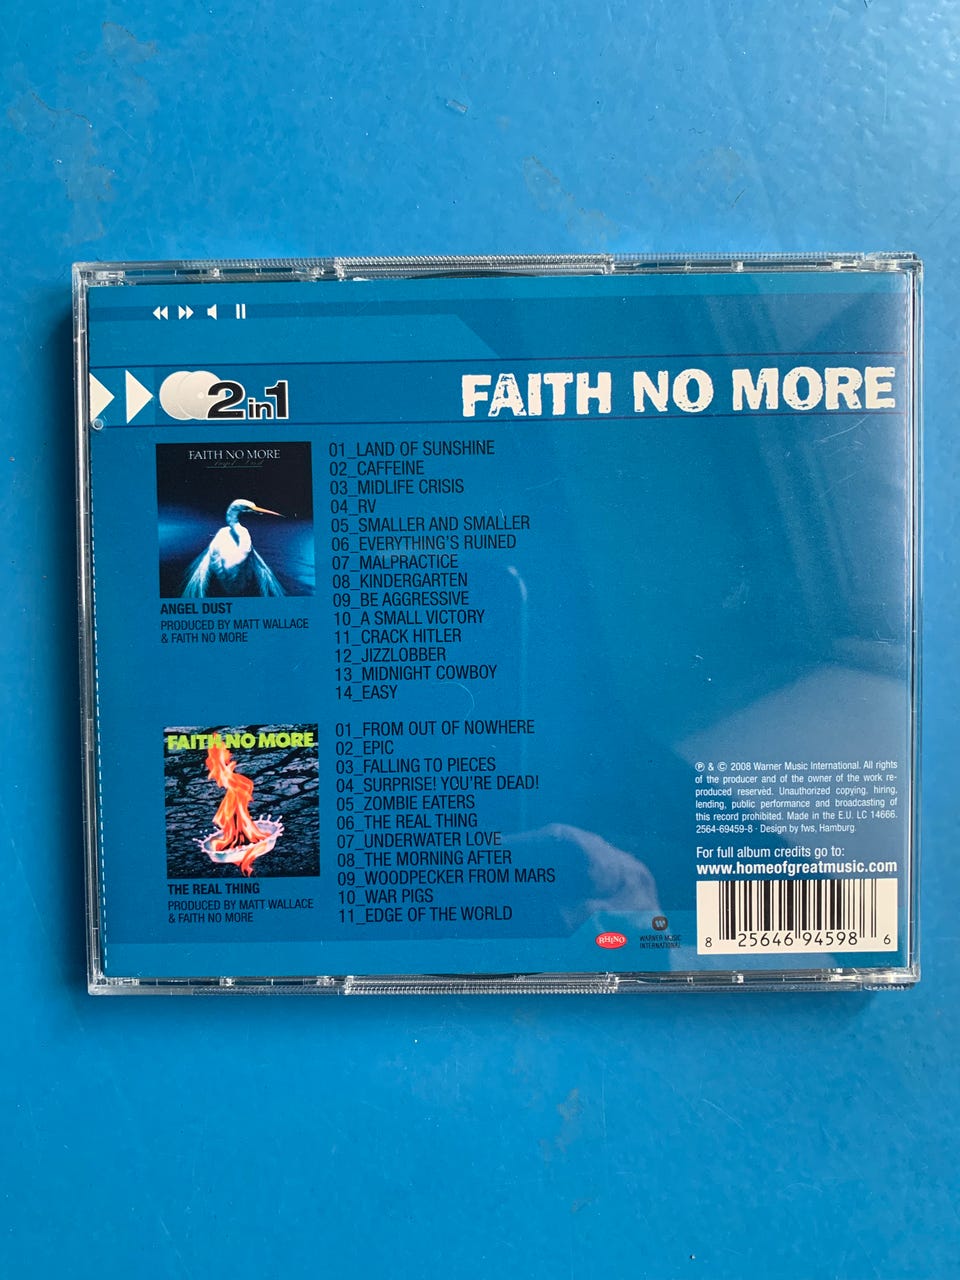 2in1
FAITH NO MORE
FAITH NO MORE
01_LAND OF SUNSHINE
02_CAFFEINE
03_MIDLIFE CRISIS
04_RV
05_SMALLER AND SMALLER
06_EVERYTHING'S RUINED
07_MALPRACTICE
08_KINDERGARTEN
09_BE AGGRESSIVE
10_A SMALL VICTORY
11_CRACK HITLER
12_JIZZLOBBER
13_MIDNIGHT COWBOY
14_EASY
ANGEL DUST
PRODUCED BY MATT WALLACE
& FAITH NO MORE
FAITH NO MORE
01_FROM OUT OF NOWHERE
02_EPIC
03_FALLING TO PIECES
04_SURPRISE! YOU'RE DEAD!
05_ZOMBIE EATERS
06_THE REAL THING
07_UNDERWATER LOVE
08_THE MORNING AFTER
09_WOODPECKER FROM MARS
10_WAR PIGS
11_EDGE OF THE WORLD
THE REAL THING
PRODUCED BY MATT WALLACE
& FAITH NO MORE
℗ & © 2008 Warner Music International. All rights
of the producer and of the owner of the work re-
produced reserved. Unauthorized copying, hiring,
lending, public performance and broadcasting of
this record prohibited. Made in the E.U. LC 14666.
2564-69459-8 · Design by fws, Hamburg.
For full album credits go to:
www.homeofgreatmusic.com
RHINO
WARNER MUSIC
INTERNATIONAL
8 25646 94598 6